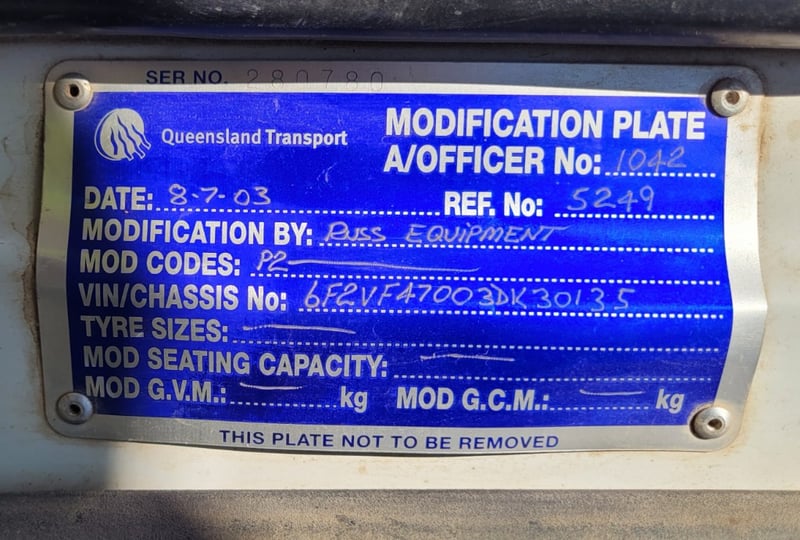 SER NO. 280780
Queensland Transport
MODIFICATION PLATE
A/OFFICER No: 1042
DATE: 8-7-03 REF. No: 5249
MODIFICATION BY: RUSS EQUIPMENT
MOD CODES: P2
VIN/CHASSIS No: 6F2VF47003DK30135
TYRE SIZES: —
MOD SEATING CAPACITY: —
MOD G.V.M.: — kg MOD G.C.M.: — kg
THIS PLATE NOT TO BE REMOVED